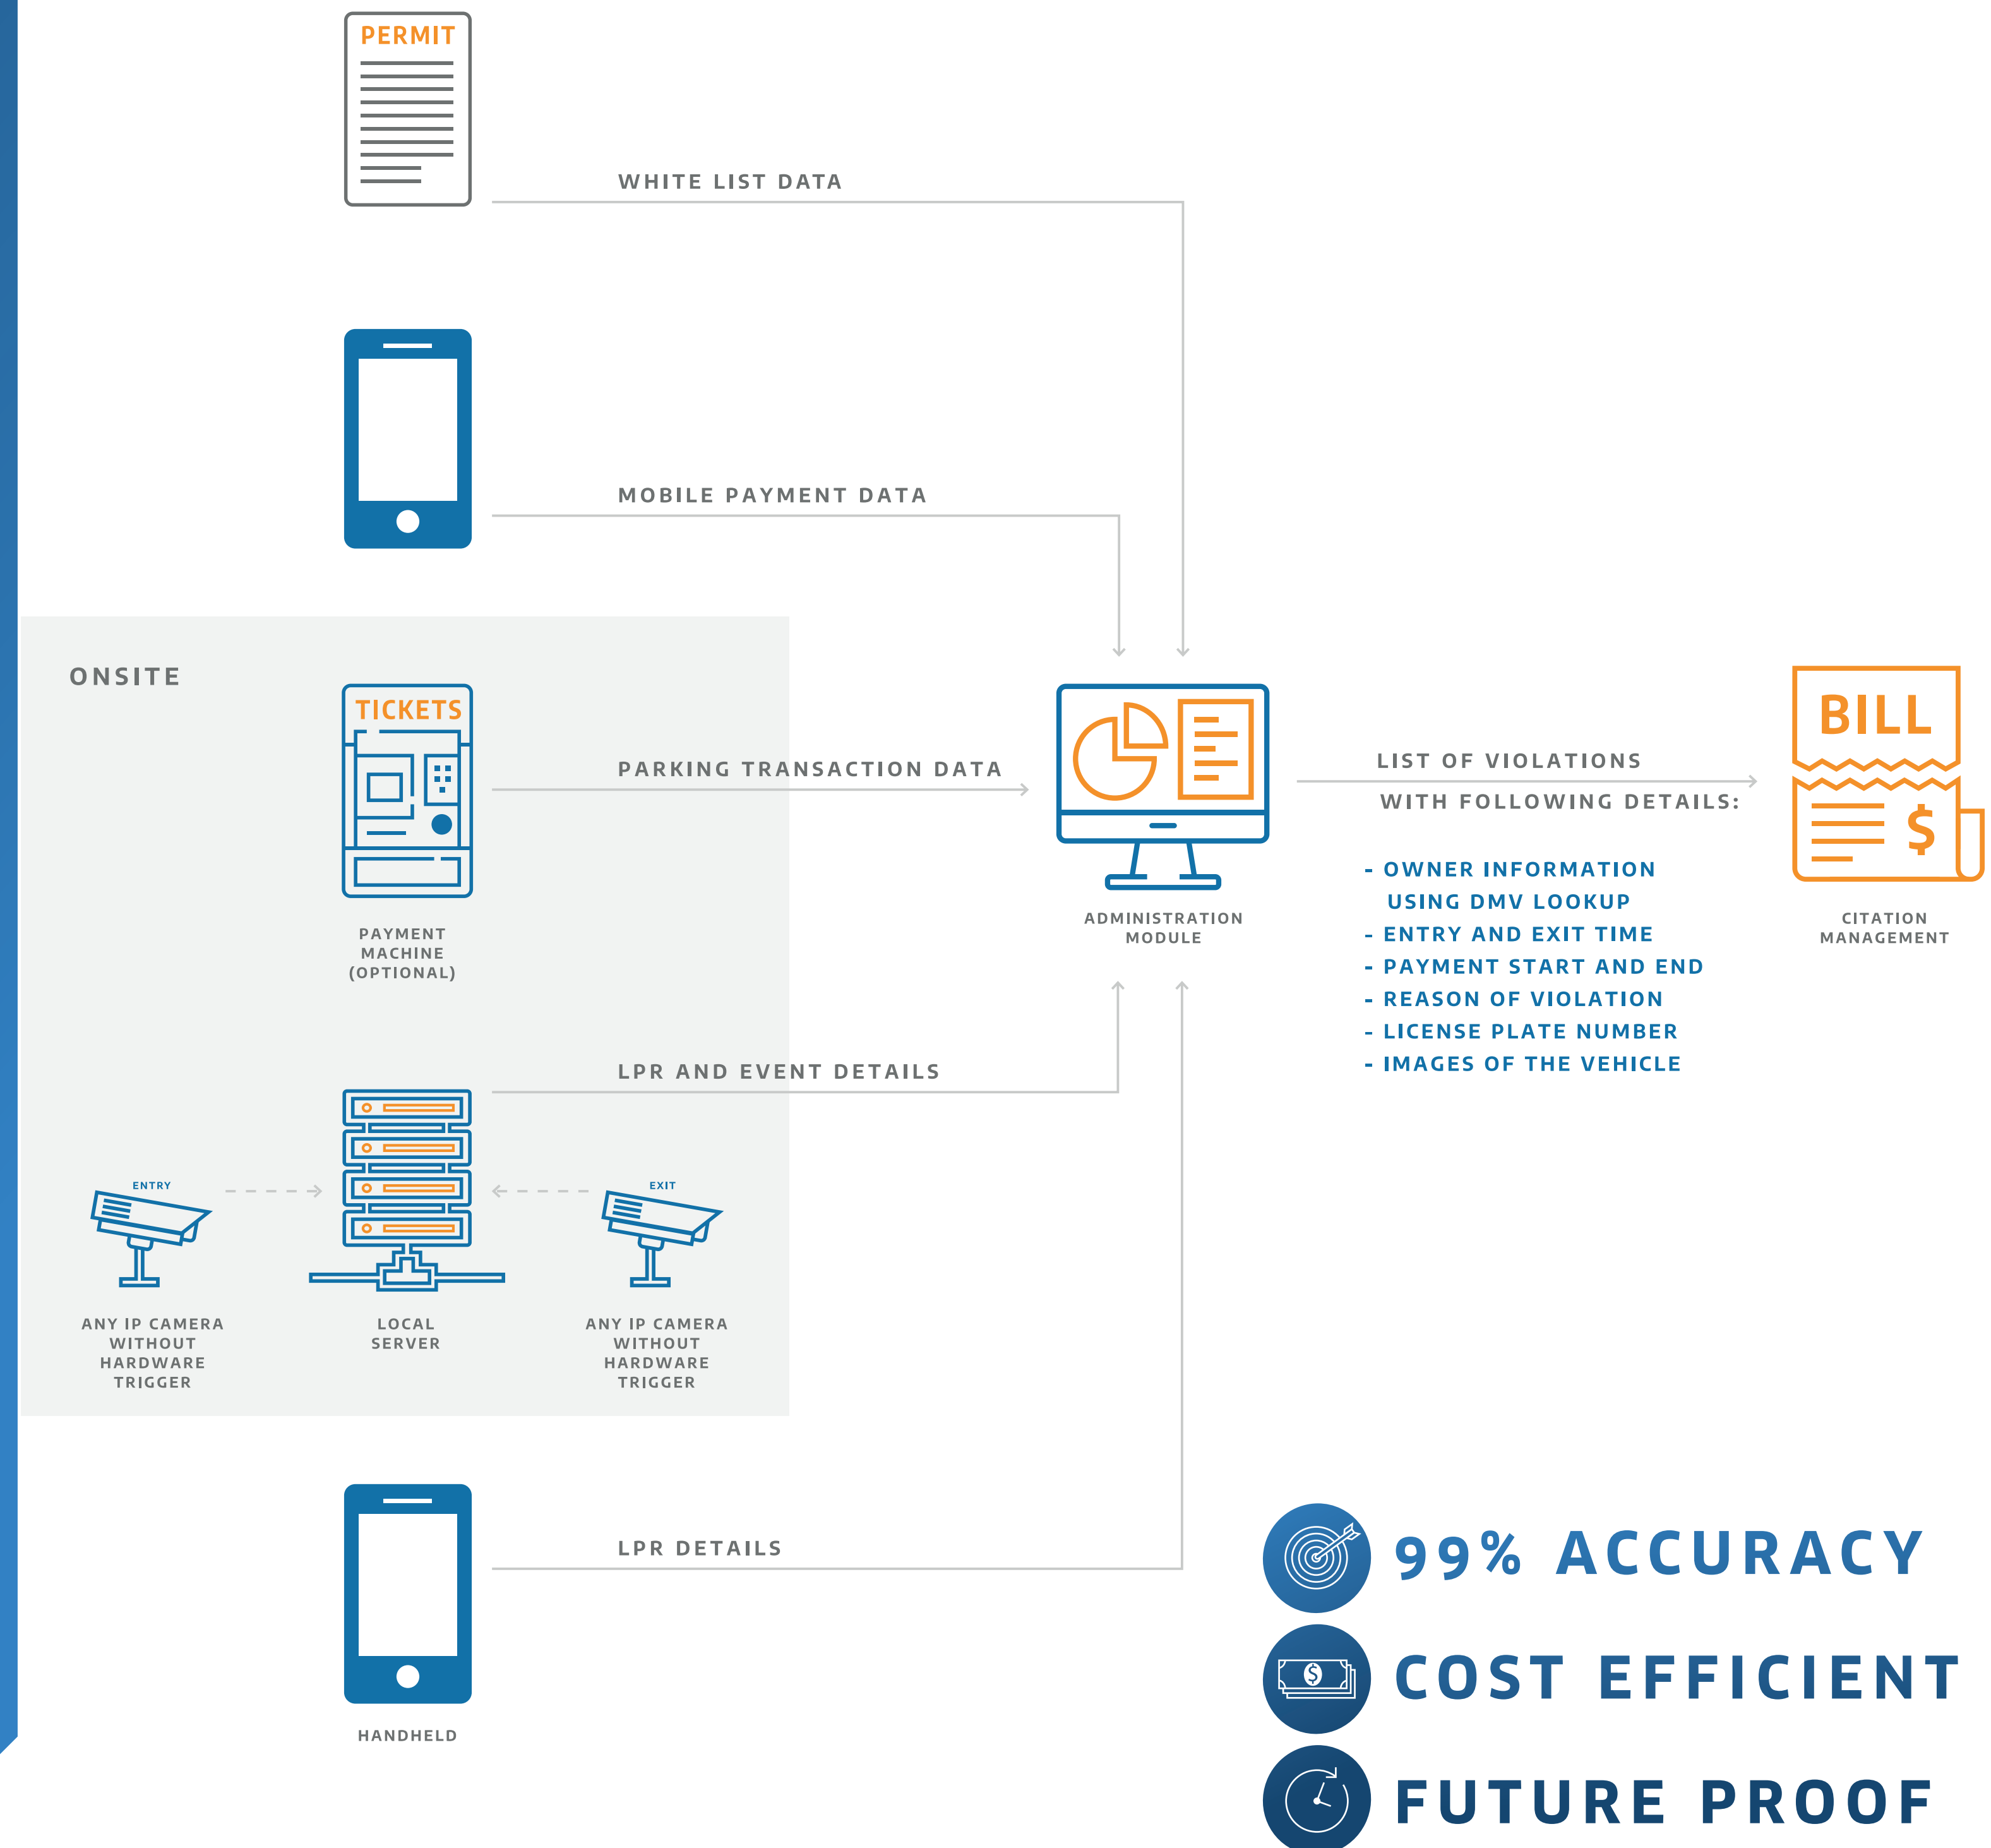 PERMIT
WHITE LIST DATA
MOBILE PAYMENT DATA
ONSITE
TICKETS
PAYMENT
MACHINE
(OPTIONAL)
PARKING TRANSACTION DATA
ADMINISTRATION
MODULE
LIST OF VIOLATIONS
WITH FOLLOWING DETAILS:
- OWNER INFORMATION
USING DMV LOOKUP
- ENTRY AND EXIT TIME
- PAYMENT START AND END
- REASON OF VIOLATION
- LICENSE PLATE NUMBER
- IMAGES OF THE VEHICLE
BILL
$
CITATION
MANAGEMENT
LPR AND EVENT DETAILS
ENTRY
ANY IP CAMERA
WITHOUT
HARDWARE
TRIGGER
LOCAL
SERVER
EXIT
ANY IP CAMERA
WITHOUT
HARDWARE
TRIGGER
LPR DETAILS
HANDHELD
99% ACCURACY
$
COST EFFICIENT
FUTURE PROOF